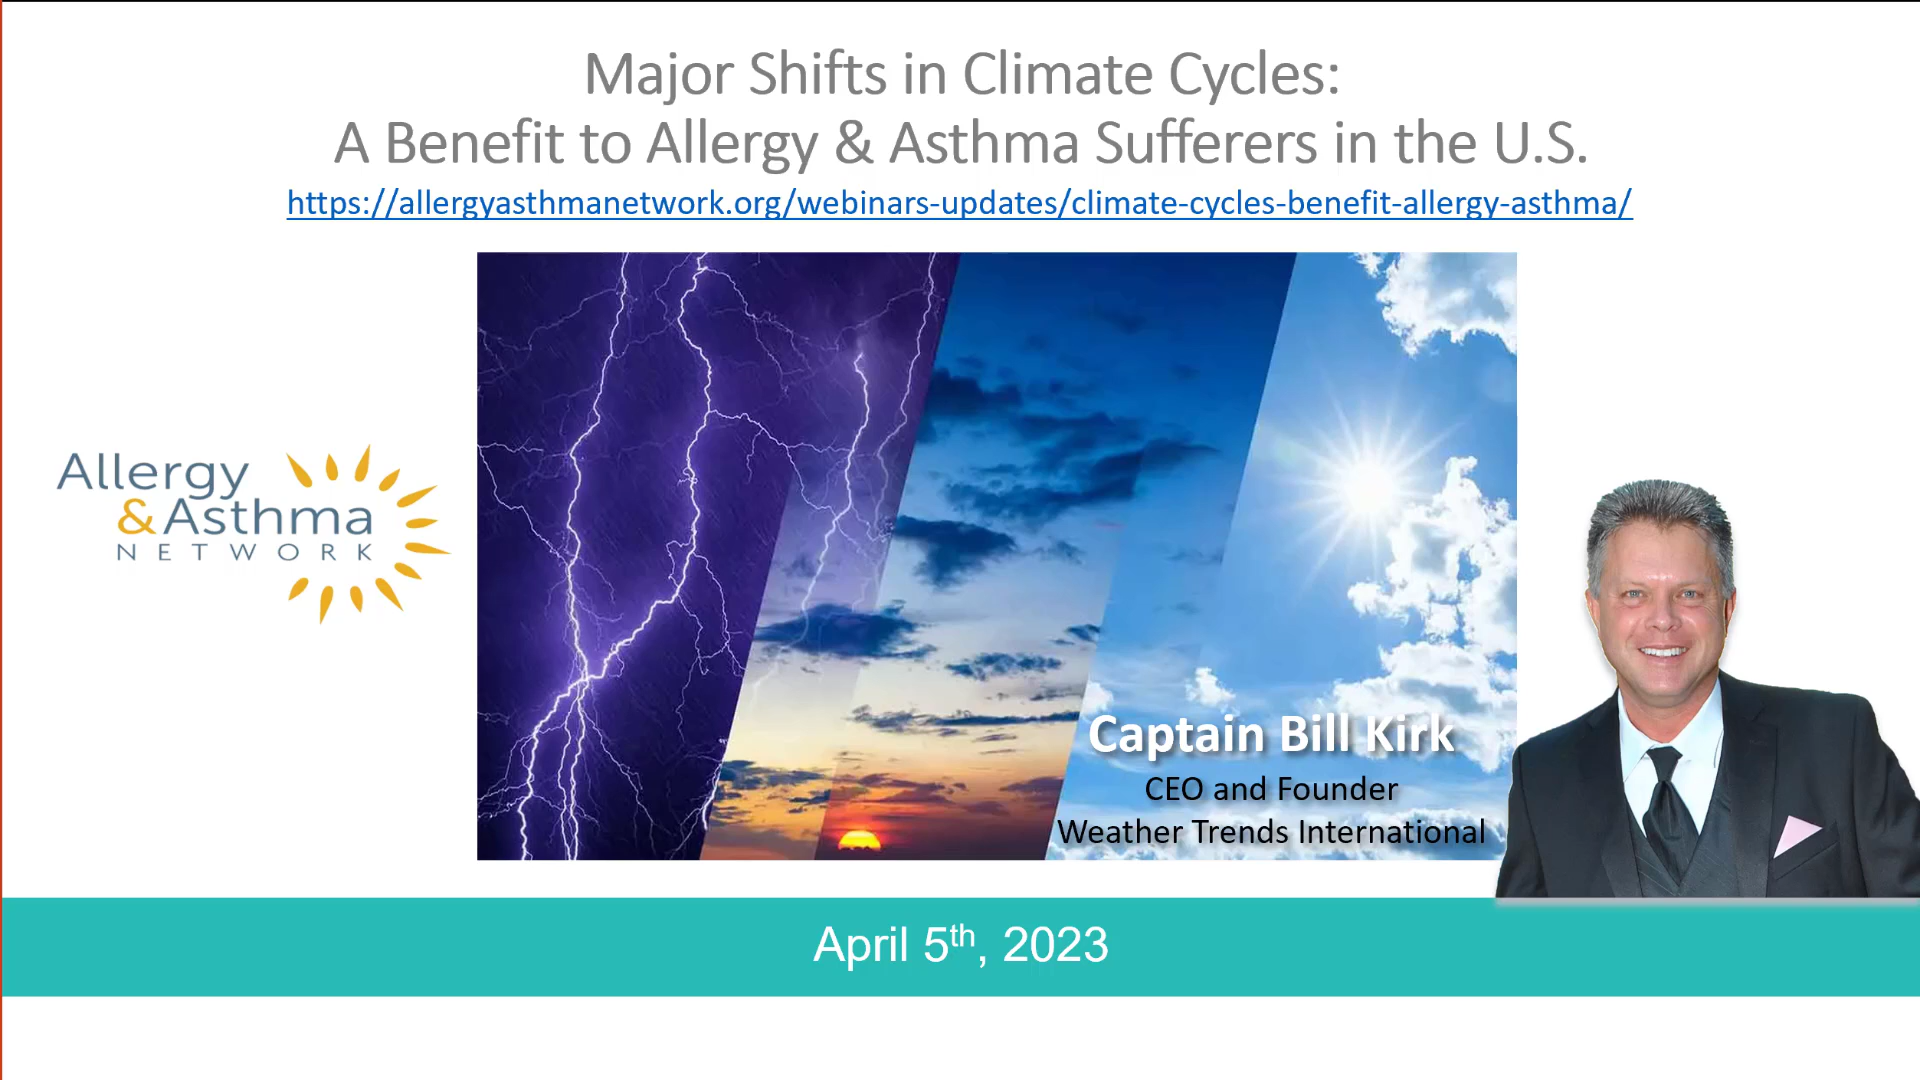 Major Shifts in Climate Cycles:
A Benefit to Allergy & Asthma Sufferers in the U.S.
https://allergyasthmanetwork.org/webinars-updates/climate-cycles-benefit-allergy-asthma/
Allergy
&Asthma
NETWORK
Captain Bill Kirk
CEO and Founder
Weather Trends International
April 5th, 2023